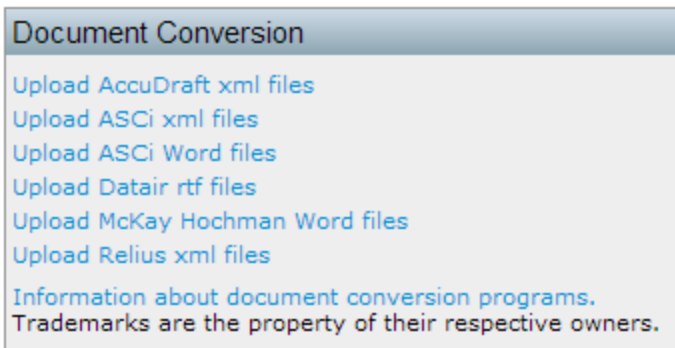 Document Conversion
Upload AccuDraft xml files
Upload ASCi xml files
Upload ASCi Word files
Upload Datair rtf files
Upload McKay Hochman Word files
Upload Relius xml files
Information about document conversion programs.
Trademarks are the property of their respective owners.